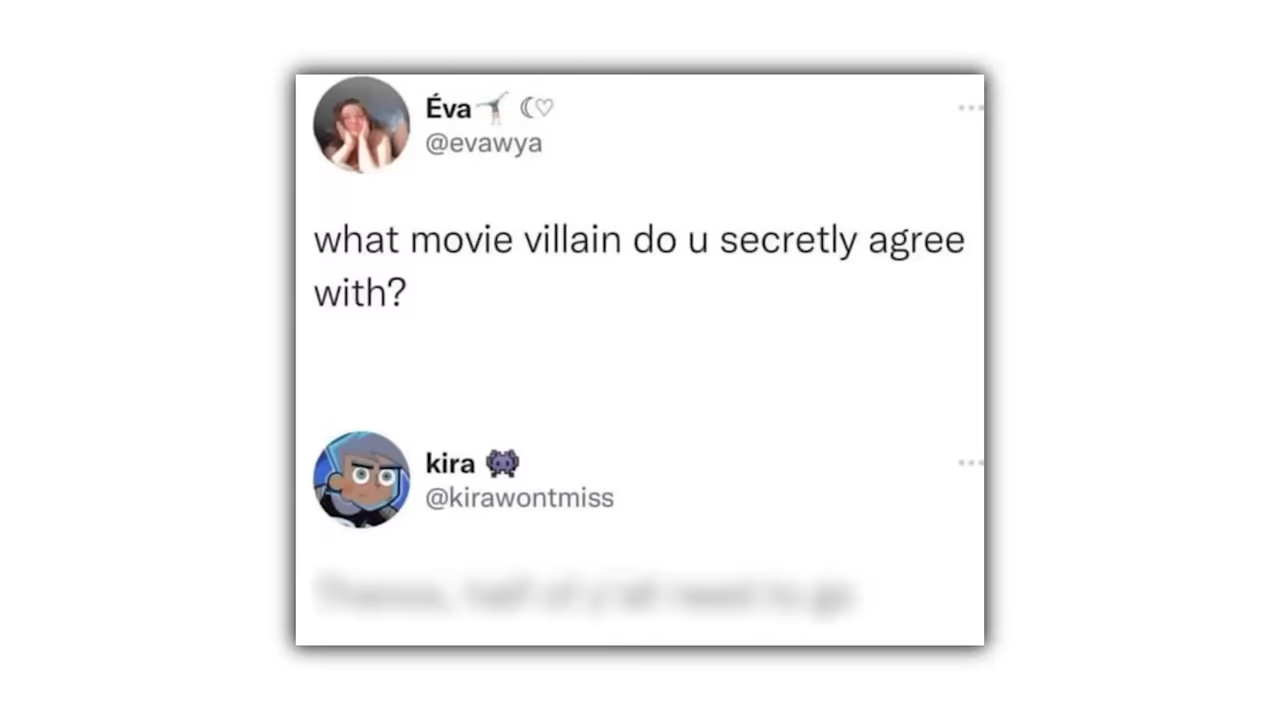 Éva🤸 ☾♡
@evawya
what movie villain do u secretly agree
with?
kira 👾
@kirawontmiss